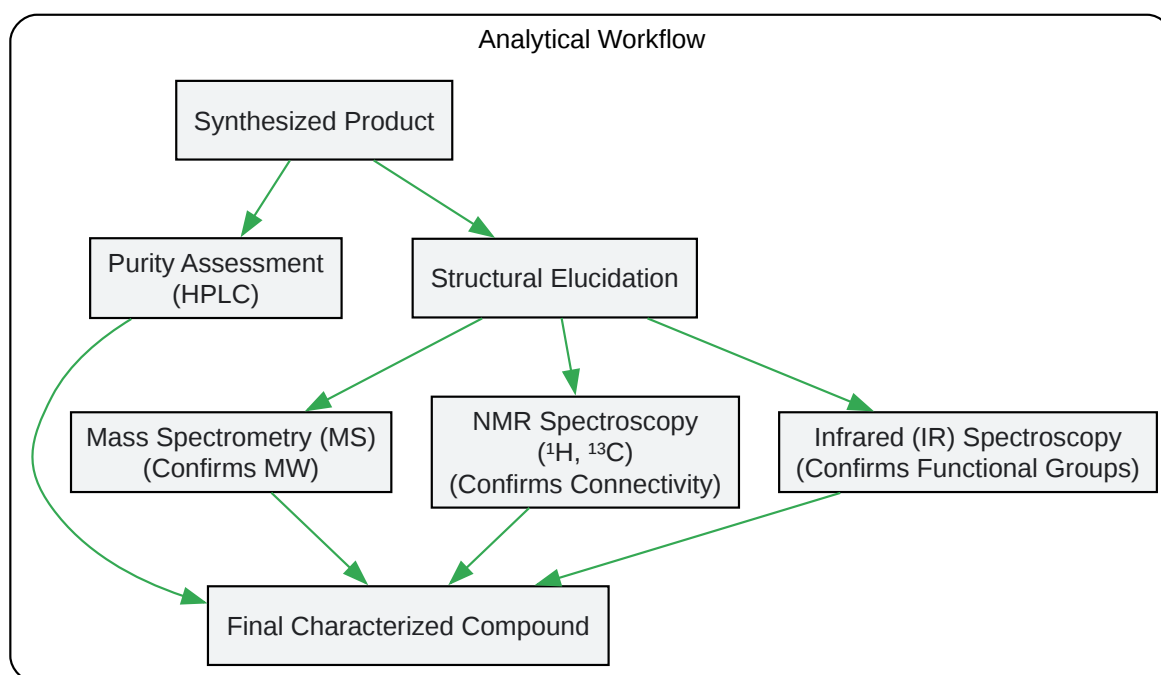 Analytical Workflow
Synthesized Product
Purity Assessment
(HPLC)
Structural Elucidation
Mass Spectrometry (MS)
(Confirms MW)
NMR Spectroscopy
(¹H, ¹³C)
(Confirms Connectivity)
Infrared (IR) Spectroscopy
(Confirms Functional Groups)
Final Characterized Compound